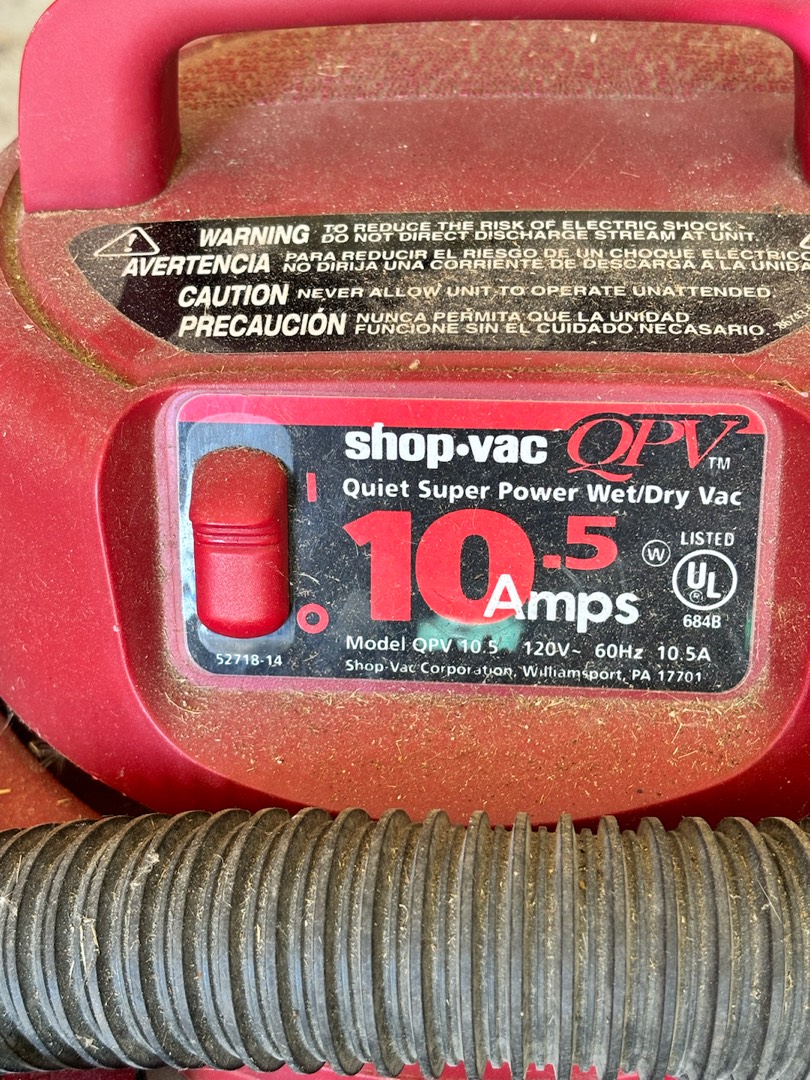 WARNING TO REDUCE THE RISK OF ELECTRIC SHOCK -
DO NOT DIRECT DISCHARGE STREAM AT UNIT.
AVERTENCIA PARA REDUCIR EL RIESGO DE UN CHOQUE ELÉCTRICO
NO DIRIJA UNA CORRIENTE DE DESCARGA A LA UNIDA
CAUTION NEVER ALLOW UNIT TO OPERATE UNATTENDED.
PRECAUCIÓN NUNCA PERMITA QUE LA UNIDAD
FUNCIONE SIN EL CUIDADO NECASARIO.
shop•vac QPV™
Quiet Super Power Wet/Dry Vac
10.5
Amps
W
LISTED
UL®
684B
Model QPV 10.5 120V~ 60Hz 10.5A
52718-14
Shop-Vac Corporation, Williamsport, PA 17701